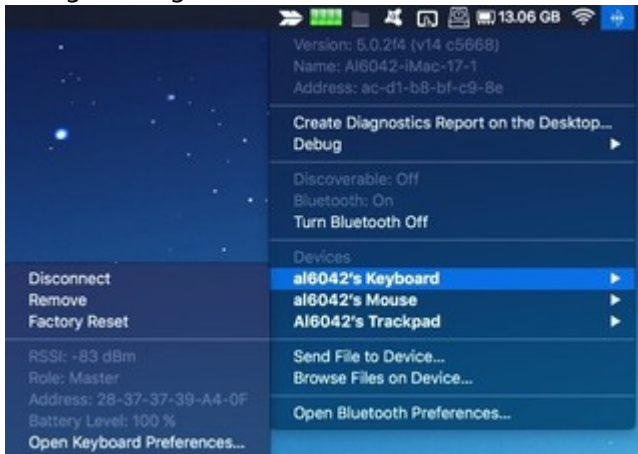 13.06 GB
Version: 5.0.2f4 (v14 c5668)
Name: Al6042-iMac-17-1
Address: ac-d1-b8-bf-c9-8e
Create Diagnostics Report on the Desktop...
Debug
Discoverable: Off
Bluetooth: On
Turn Bluetooth Off
Devices
al6042's Keyboard
al6042's Mouse
Al6042's Trackpad
Send File to Device...
Browse Files on Device...
Open Bluetooth Preferences...
Disconnect
Remove
Factory Reset
RSSI: -83 dBm
Role: Master
Address: 28-37-37-39-A4-0F
Battery Level: 100 %
Open Keyboard Preferences...